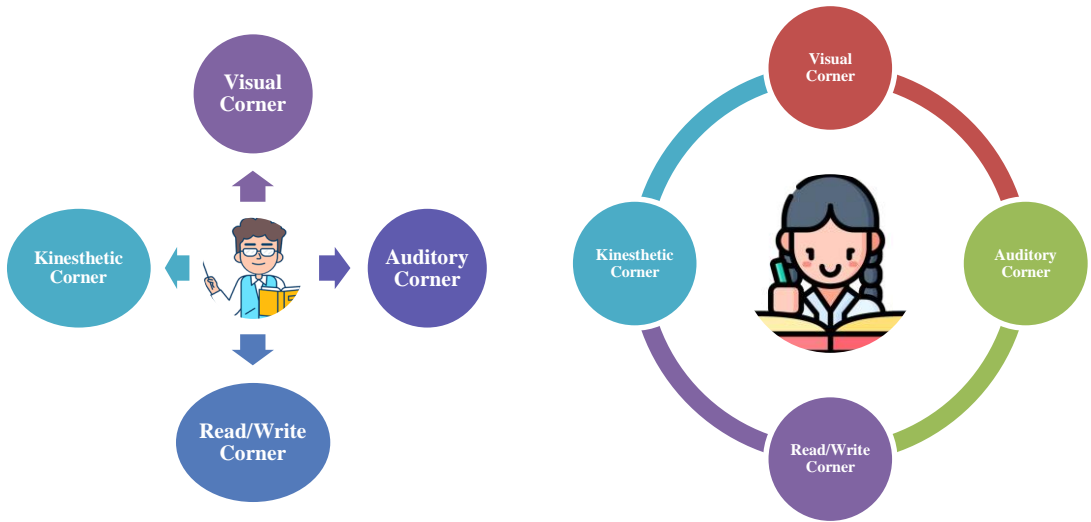 Visual
Corner
Kinesthetic
Corner
Auditory
Corner
Read/Write
Corner
Visual
Corner
Kinesthetic
Corner
Auditory
Corner
Read/Write
Corner